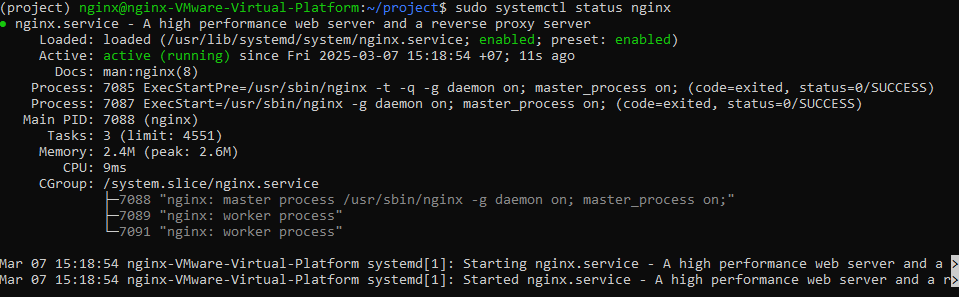 (project) nginx@nginx-VMware-Virtual-Platform:~/project$ sudo systemctl status nginx
● nginx.service - A high performance web server and a reverse proxy server
Loaded: loaded (/usr/lib/systemd/system/nginx.service; enabled; preset: enabled)
Active: active (running) since Fri 2025-03-07 15:18:54 +07; 11s ago
Docs: man:nginx(8)
Process: 7085 ExecStartPre=/usr/sbin/nginx -t -q -g daemon on; master_process on; (code=exited, status=0/SUCCESS)
Process: 7087 ExecStart=/usr/sbin/nginx -g daemon on; master_process on; (code=exited, status=0/SUCCESS)
Main PID: 7088 (nginx)
Tasks: 3 (limit: 4551)
Memory: 2.4M (peak: 2.6M)
CPU: 9ms
CGroup: /system.slice/nginx.service
├─7088 "nginx: master process /usr/sbin/nginx -g daemon on; master_process on;"
├─7089 "nginx: worker process"
└─7091 "nginx: worker process"
Mar 07 15:18:54 nginx-VMware-Virtual-Platform systemd[1]: Starting nginx.service - A high performance web server and a >
Mar 07 15:18:54 nginx-VMware-Virtual-Platform systemd[1]: Started nginx.service - A high performance web server and a r>